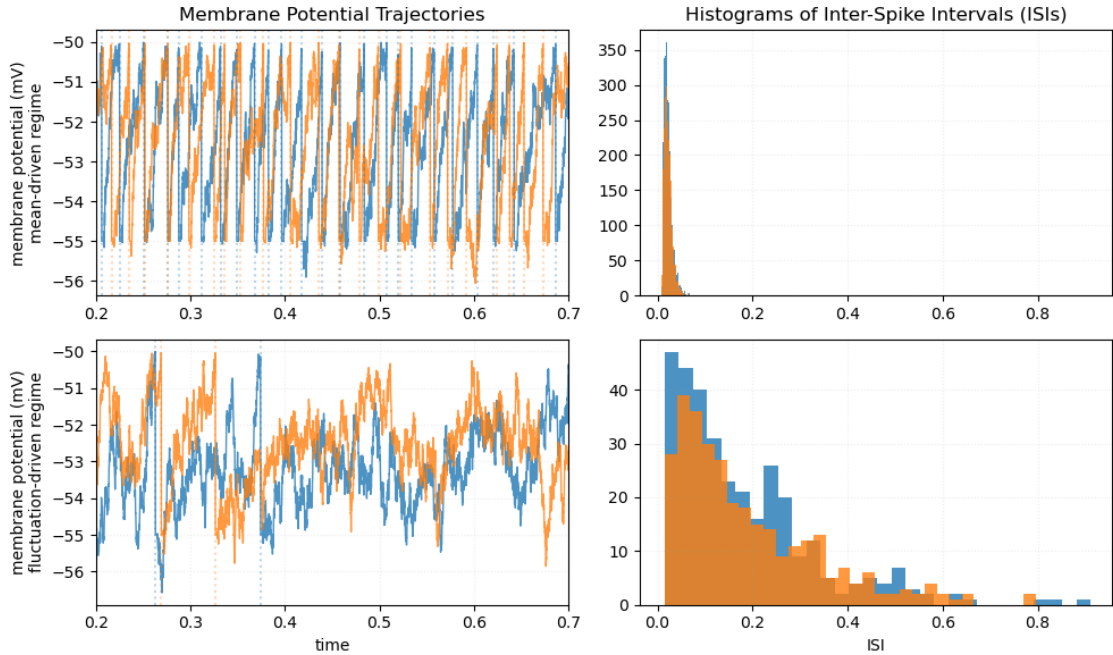 Membrane Potential Trajectories
Histograms of Inter-Spike Intervals (ISIs)
membrane potential (mV)
mean-driven regime
−50
−51
−52
−53
−54
−55
−56
0.2 0.3 0.4 0.5 0.6 0.7
350
300
250
200
150
100
50
0
0.0 0.2 0.4 0.6 0.8
membrane potential (mV)
fluctuation-driven regime
−50
−51
−52
−53
−54
−55
−56
0.2 0.3 0.4 0.5 0.6 0.7
time
40
30
20
10
0
0.0 0.2 0.4 0.6 0.8
ISI